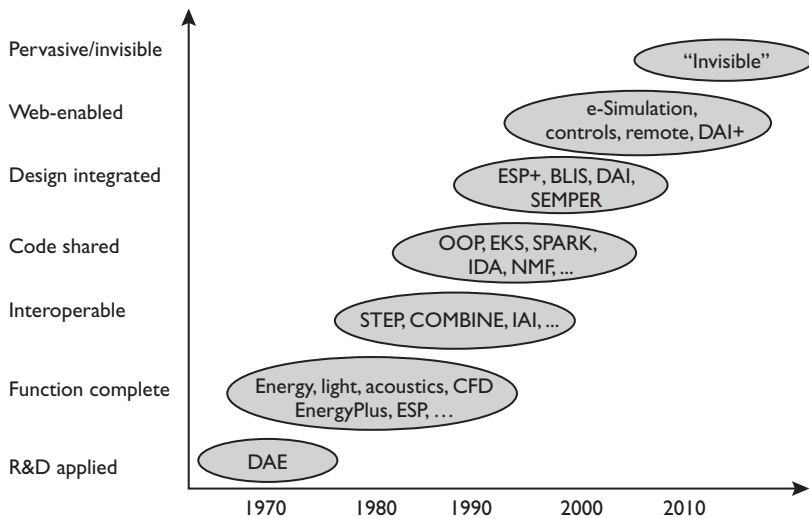 Pervasive/invisible
“Invisible”
Web-enabled
e-Simulation,
controls, remote, DAI+
Design integrated
ESP+, BLIS, DAI,
SEMPER
Code shared
OOP, EKS, SPARK,
IDA, NMF, ...
Interoperable
STEP, COMBINE, IAI, ...
Function complete
Energy, light, acoustics, CFD
EnergyPlus, ESP, …
R&D applied
DAE
1970 1980 1990 2000 2010